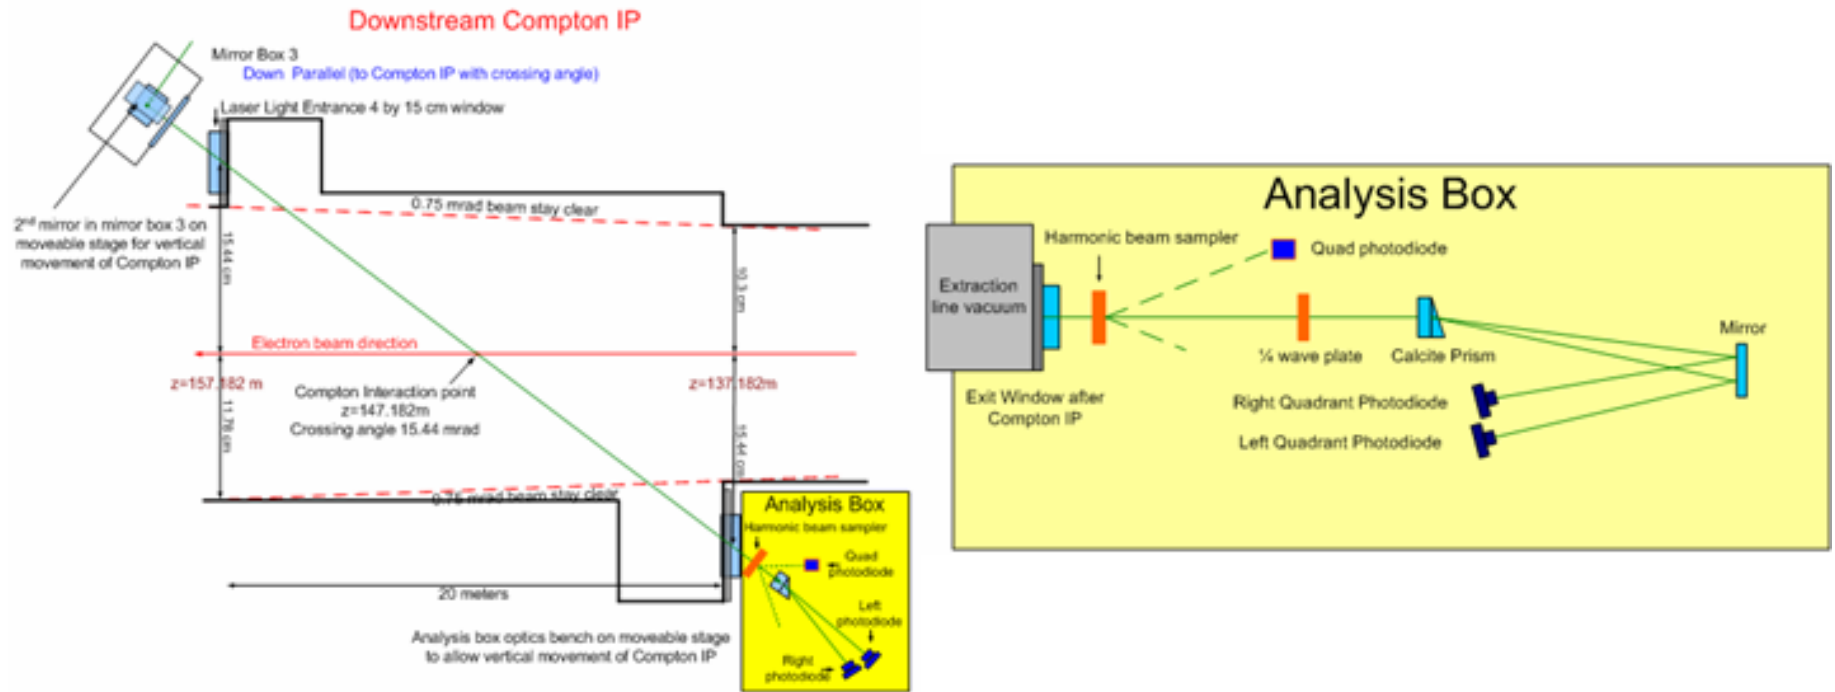 Downstream Compton IP
Mirror Box 3
Down Parallel (to Compton IP with crossing angle)
Laser Light Entrance 4 by 15 cm window
0.75 mrad beam stay clear
2nd mirror in mirror box 3 on
moveable stage for vertical
movement of Compton IP
15.44 cm
10.3 cm
Electron beam direction
z=157.182 m
z=137.182m
Compton Interaction point
z=147.182m
Crossing angle 15.44 mrad
11.78 cm
15.44 cm
0.75 mrad beam stay clear
20 meters
Analysis box optics bench on moveable stage
to allow vertical movement of Compton IP
Analysis Box
Harmonic beam sampler
Quad
photodiode
Left
photodiode
Right
photodiode
Analysis Box
Harmonic beam sampler
Quad photodiode
Extraction
line vacuum
Mirror
¼ wave plate
Calcite Prism
Exit Window after
Compton IP
Right Quadrant Photodiode
Left Quadrant Photodiode